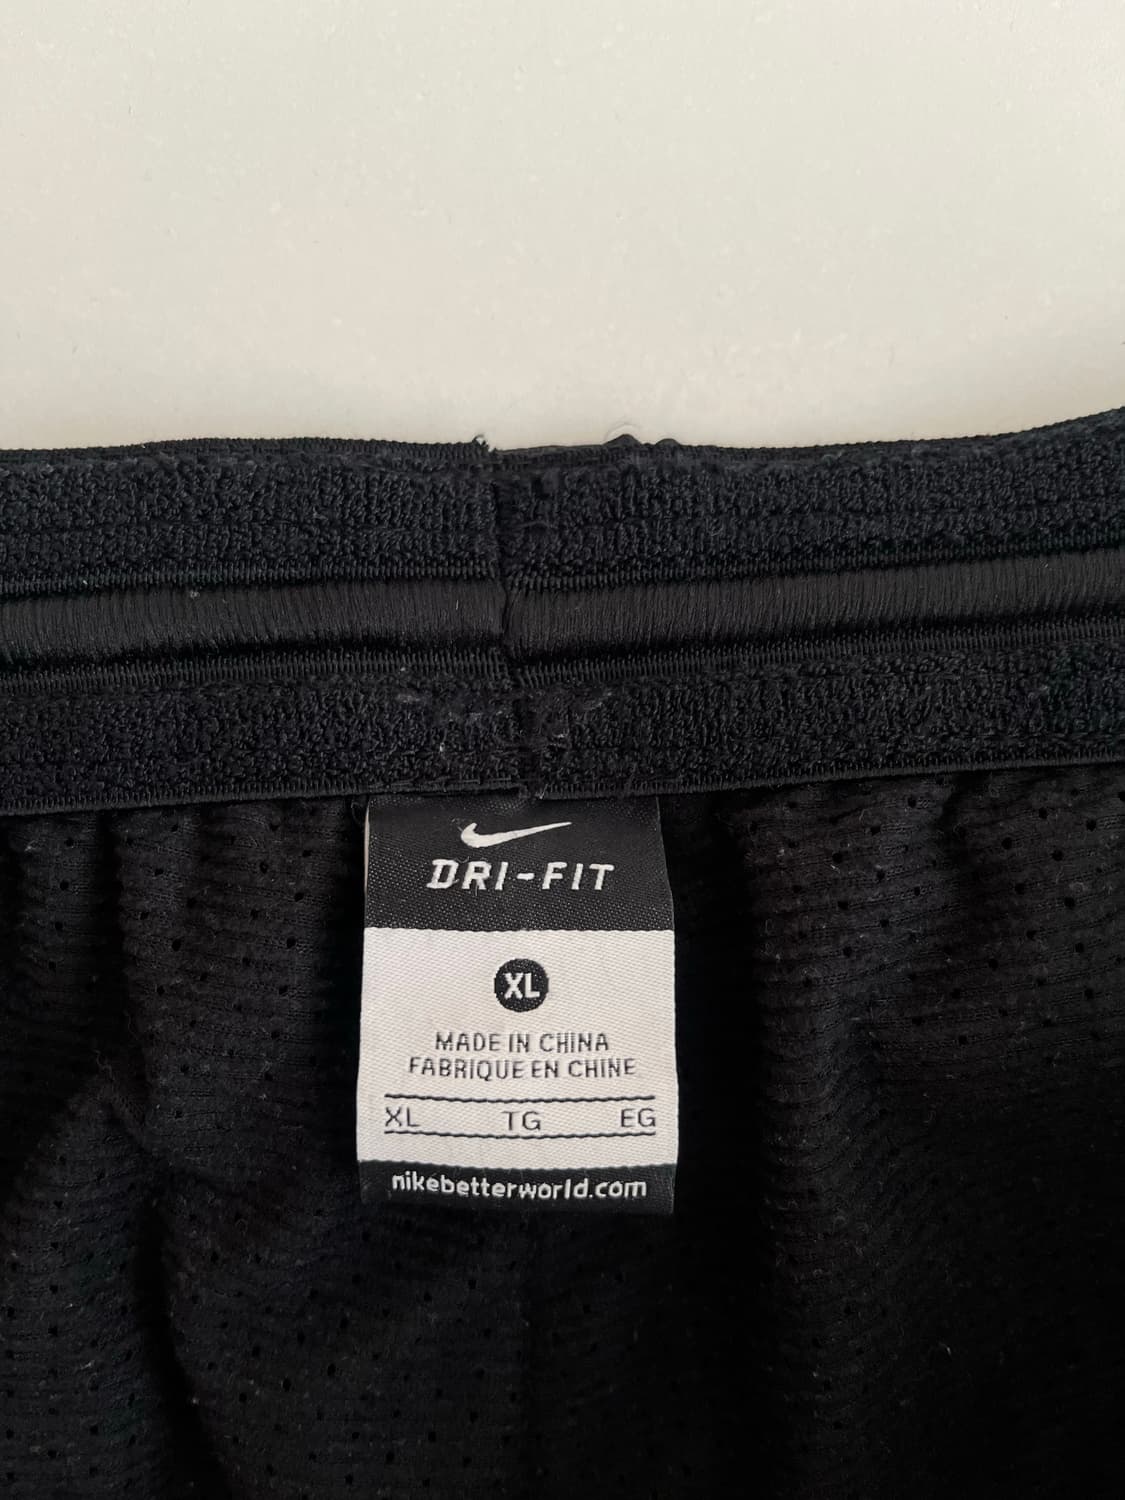 DRI-FIT
XL
MADE IN CHINA
FABRIQUE EN CHINE
XL TG EG
nikebetterworld.com